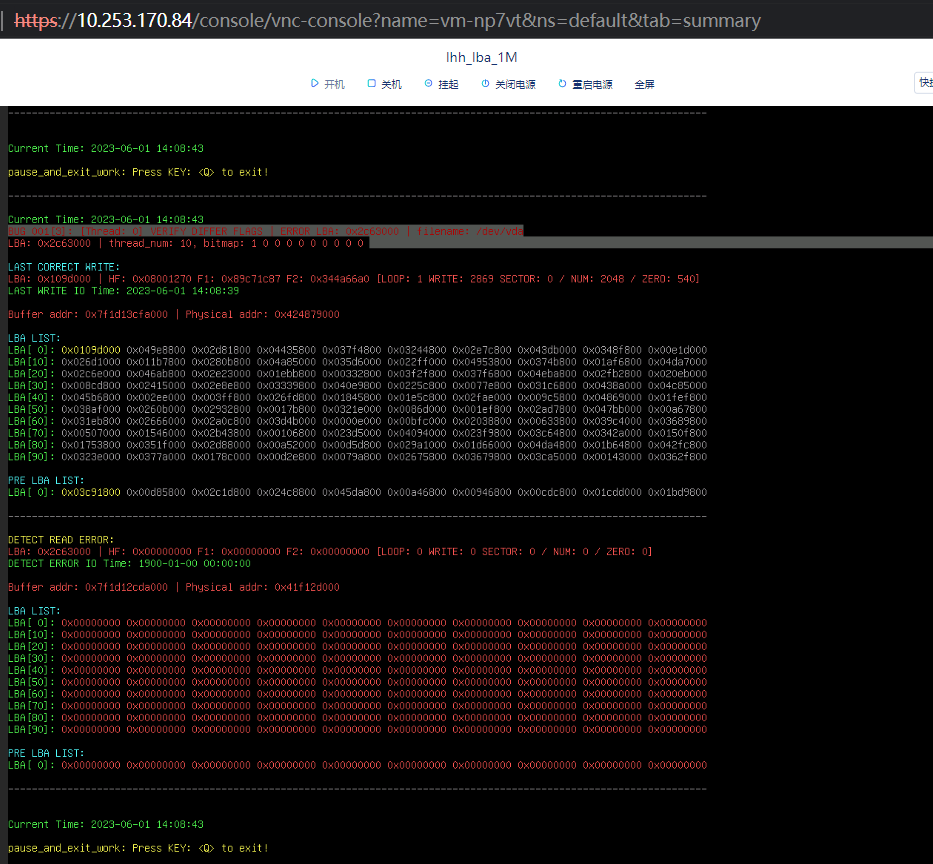 https://10.253.170.84/console/vnc-console?name=vm-np7vt&ns=default&tab=summary
lhh_lba_1M
开机 关机 挂起 关闭电源 重启电源 全屏
Current Time: 2023-06-01 14:08:43
pause_and_exit_work: Press KEY: <Q> to exit!
Current Time: 2023-06-01 14:08:43
BUG 001[9]: [Thread: 0] VERIFY DIFFER FLAGS | ERROR LBA: 0x2c63000 | filename: /dev/vda
LBA: 0x2c63000 | thread_num: 10, bitmap: 1 0 0 0 0 0 0 0 0 0
LAST CORRECT WRITE:
LBA: 0x109d000 | HF: 0x08001270 F1: 0x89c71c87 F2: 0x344a66a0 [LOOP: 1 WRITE: 2869 SECTOR: 0 / NUM: 2048 / ZERO: 540]
LAST WRITE IO Time: 2023-06-01 14:08:39
Buffer addr: 0x7f1d13cfa000 | Physical addr: 0x424879000
LBA LIST:
LBA[ 0]: 0x0109d000 0x049e8800 0x02d81800 0x04435800 0x037f4800 0x03244800 0x02e7c800 0x043db000 0x0348f800 0x00e1d000
LBA[10]: 0x026d1000 0x011b7800 0x0280b800 0x04a85000 0x035d6000 0x022ff000 0x04953800 0x0374b800 0x01af6800 0x04da7000
LBA[20]: 0x02c6e000 0x046ab800 0x02e23000 0x01ebb800 0x00332800 0x03f2f800 0x037f6800 0x04eba800 0x02fb2800 0x020eb000
LBA[30]: 0x008cd800 0x02415000 0x02e8e800 0x03339800 0x040e9800 0x0225c800 0x0077e800 0x031c6800 0x0438a000 0x04c85000
LBA[40]: 0x045b6800 0x002ee000 0x003ff800 0x026fd800 0x01845800 0x01e5c800 0x02fae000 0x009c5800 0x04869000 0x01fef800
LBA[50]: 0x038af000 0x0260b000 0x02932800 0x0017b800 0x0321e000 0x0086d000 0x001ef800 0x02ad7800 0x047bb000 0x00a67800
LBA[60]: 0x031eb800 0x02666000 0x02a0c800 0x03d4b000 0x0000e000 0x00bfc000 0x02038800 0x00633800 0x039c4000 0x03689800
LBA[70]: 0x00507000 0x01546000 0x02b43800 0x00106800 0x023d5000 0x04094000 0x023f9800 0x03c64800 0x0342a000 0x0150f800
LBA[80]: 0x01753800 0x0351f000 0x02d88000 0x00a52000 0x00d5d800 0x029a1000 0x01d66000 0x04da4800 0x01b64800 0x042fc800
LBA[90]: 0x0323e000 0x0377a000 0x0178c000 0x00d2e800 0x0079a800 0x02675800 0x03679800 0x03ca5000 0x00143000 0x0362f800
PRE LBA LIST:
LBA[ 0]: 0x03c91800 0x00d85800 0x02c1d800 0x024c8800 0x045da800 0x00a46800 0x00946800 0x00cdc800 0x01cdd000 0x01bd9800
DETECT READ ERROR:
LBA: 0x2c63000 | HF: 0x00000000 F1: 0x00000000 F2: 0x00000000 [LOOP: 0 WRITE: 0 SECTOR: 0 / NUM: 0 / ZERO: 0]
DETECT ERROR IO Time: 1900-01-00 00:00:00
Buffer addr: 0x7f1d12cda000 | Physical addr: 0x41f12d000
LBA LIST:
LBA[ 0]: 0x00000000 0x00000000 0x00000000 0x00000000 0x00000000 0x00000000 0x00000000 0x00000000 0x00000000 0x00000000
LBA[10]: 0x00000000 0x00000000 0x00000000 0x00000000 0x00000000 0x00000000 0x00000000 0x00000000 0x00000000 0x00000000
LBA[20]: 0x00000000 0x00000000 0x00000000 0x00000000 0x00000000 0x00000000 0x00000000 0x00000000 0x00000000 0x00000000
LBA[30]: 0x00000000 0x00000000 0x00000000 0x00000000 0x00000000 0x00000000 0x00000000 0x00000000 0x00000000 0x00000000
LBA[40]: 0x00000000 0x00000000 0x00000000 0x00000000 0x00000000 0x00000000 0x00000000 0x00000000 0x00000000 0x00000000
LBA[50]: 0x00000000 0x00000000 0x00000000 0x00000000 0x00000000 0x00000000 0x00000000 0x00000000 0x00000000 0x00000000
LBA[60]: 0x00000000 0x00000000 0x00000000 0x00000000 0x00000000 0x00000000 0x00000000 0x00000000 0x00000000 0x00000000
LBA[70]: 0x00000000 0x00000000 0x00000000 0x00000000 0x00000000 0x00000000 0x00000000 0x00000000 0x00000000 0x00000000
LBA[80]: 0x00000000 0x00000000 0x00000000 0x00000000 0x00000000 0x00000000 0x00000000 0x00000000 0x00000000 0x00000000
LBA[90]: 0x00000000 0x00000000 0x00000000 0x00000000 0x00000000 0x00000000 0x00000000 0x00000000 0x00000000 0x00000000
PRE LBA LIST:
LBA[ 0]: 0x00000000 0x00000000 0x00000000 0x00000000 0x00000000 0x00000000 0x00000000 0x00000000 0x00000000 0x00000000
Current Time: 2023-06-01 14:08:43
pause_and_exit_work: Press KEY: <Q> to exit!